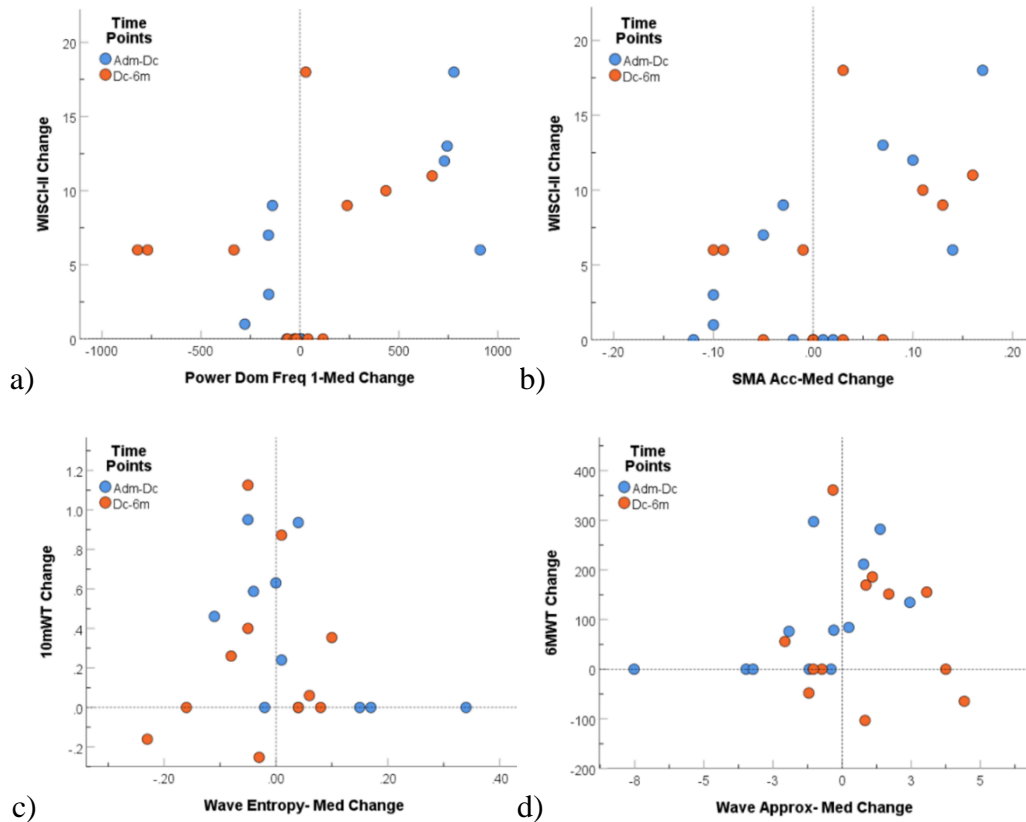 Time
Points
Adm-Dc
Dc-6m
WISCI-II Change
20
15
10
5
0
-1000
-500
0
500
1000
Power Dom Freq 1-Med Change
a)
Time
Points
Adm-Dc
Dc-6m
WISCI-II Change
20
15
10
5
0
-.20
-.10
.00
.10
.20
SMA Acc-Med Change
b)
Time
Points
Adm-Dc
Dc-6m
10mWT Change
1.2
1.0
.8
.6
.4
.2
.0
-.2
-.20
.00
.20
.40
Wave Entropy- Med Change
c)
Time
Points
Adm-Dc
Dc-6m
6MWT Change
400
300
200
100
0
-100
-200
-8
-5
-3
0
3
5
Wave Approx- Med Change
d)